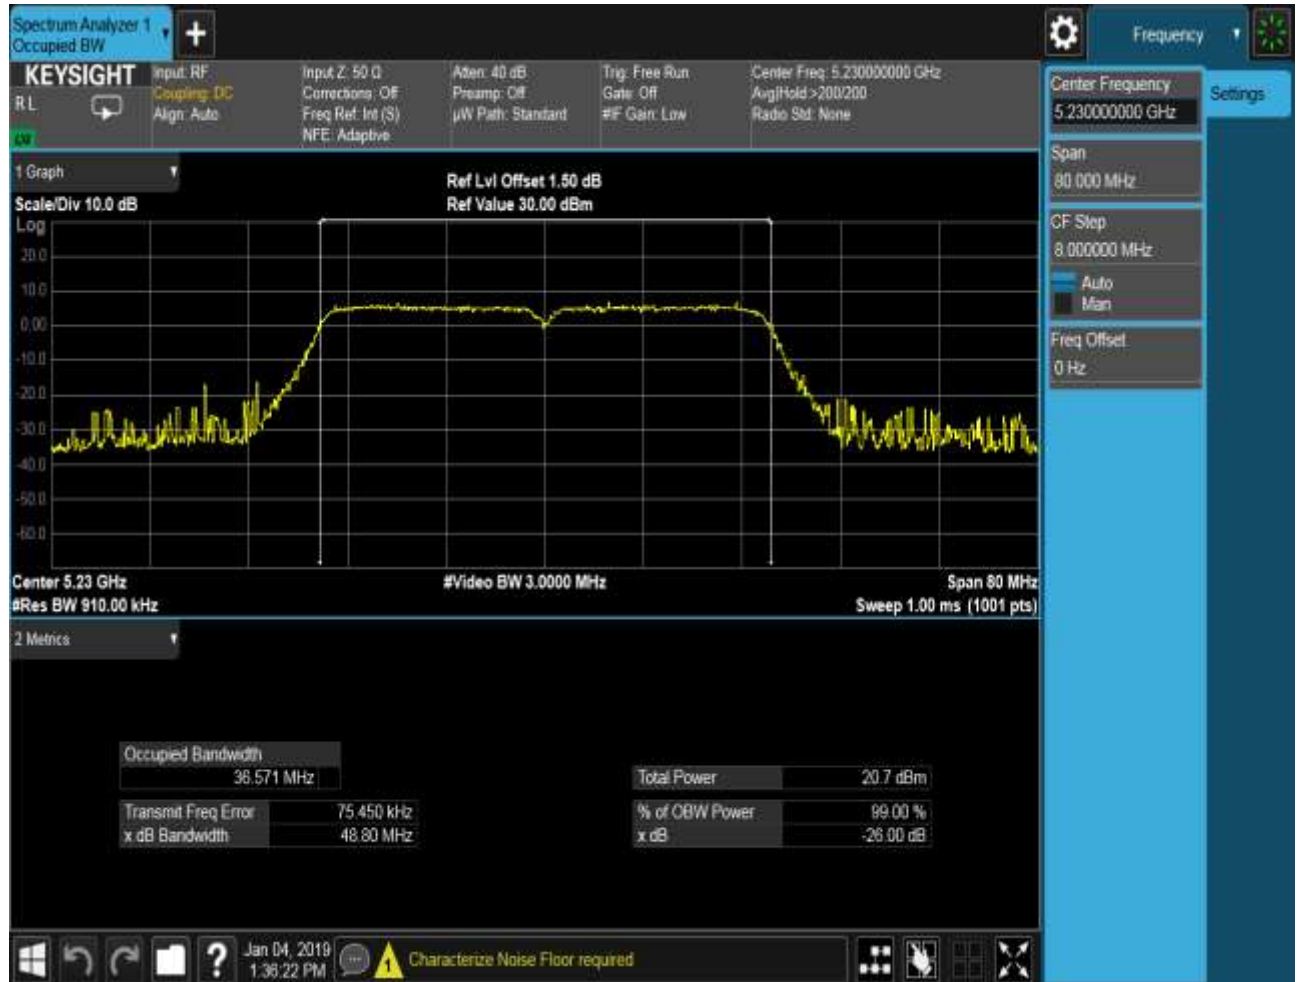 Spectrum Analyzer 1
Occupied BW
Frequency
KEYSIGHT
RL
Input: RF
Coupling: DC
Align: Auto
Input Z: 50 Ω
Corrections: Off
Freq Ref: Int (S)
NFE: Adaptive
Atten: 40 dB
Preamp: Off
µW Path: Standard
Trig: Free Run
Gate: Off
#IF Gain: Low
Center Freq: 5.230000000 GHz
Avg|Hold:>200/200
Radio Std: None
Center Frequency
5.230000000 GHz
Settings
Span
80.000 MHz
CF Step
8.000000 MHz
Auto
Man
Freq Offset
0 Hz
1 Graph
Scale/Div 10.0 dB
Ref Lvl Offset 1.50 dB
Ref Value 30.00 dBm
Log
20.0
10.0
0.00
-10.0
-20.0
-30.0
-40.0
-50.0
-60.0
Center 5.23 GHz
#Video BW 3.0000 MHz
Span 80 MHz
#Res BW 910.00 kHz
Sweep 1.00 ms (1001 pts)
2 Metrics
Occupied Bandwidth
36.571 MHz
Total Power 20.7 dBm
Transmit Freq Error 75.450 kHz
% of OBW Power 99.00 %
x dB Bandwidth 48.80 MHz
x dB -26.00 dB
?
Jan 04, 2019
1:36:22 PM
1
Characterize Noise Floor required